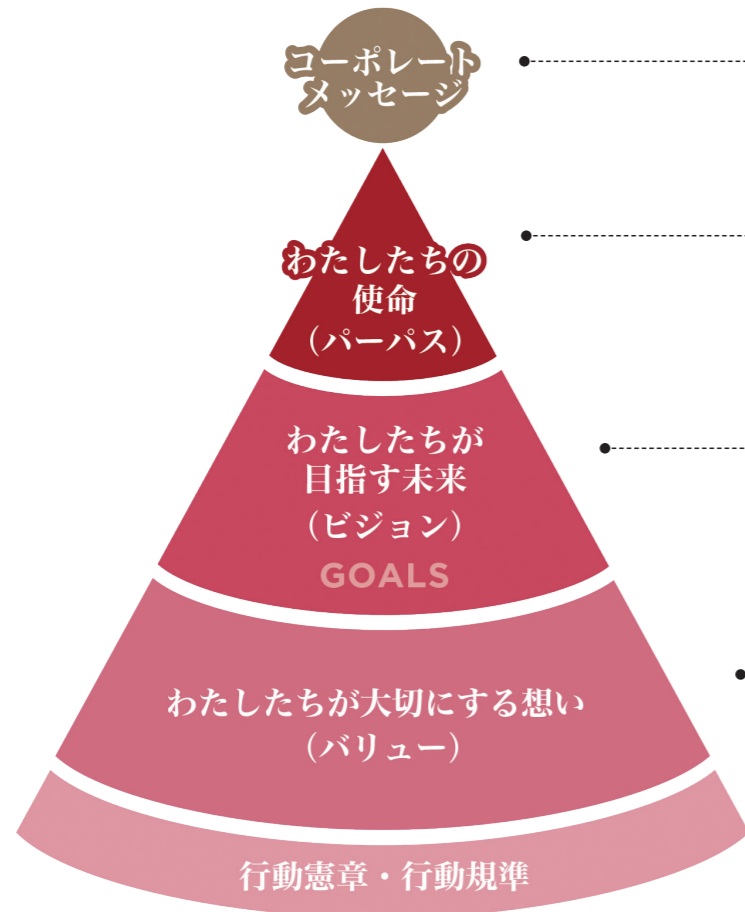 コーポレート
メッセージ
わたしたちの
使命
（パーパス）
わたしたちが
目指す未来
（ビジョン）
GOALS
わたしたちが大切にする想い
（バリュー）
行動憲章・行動規準